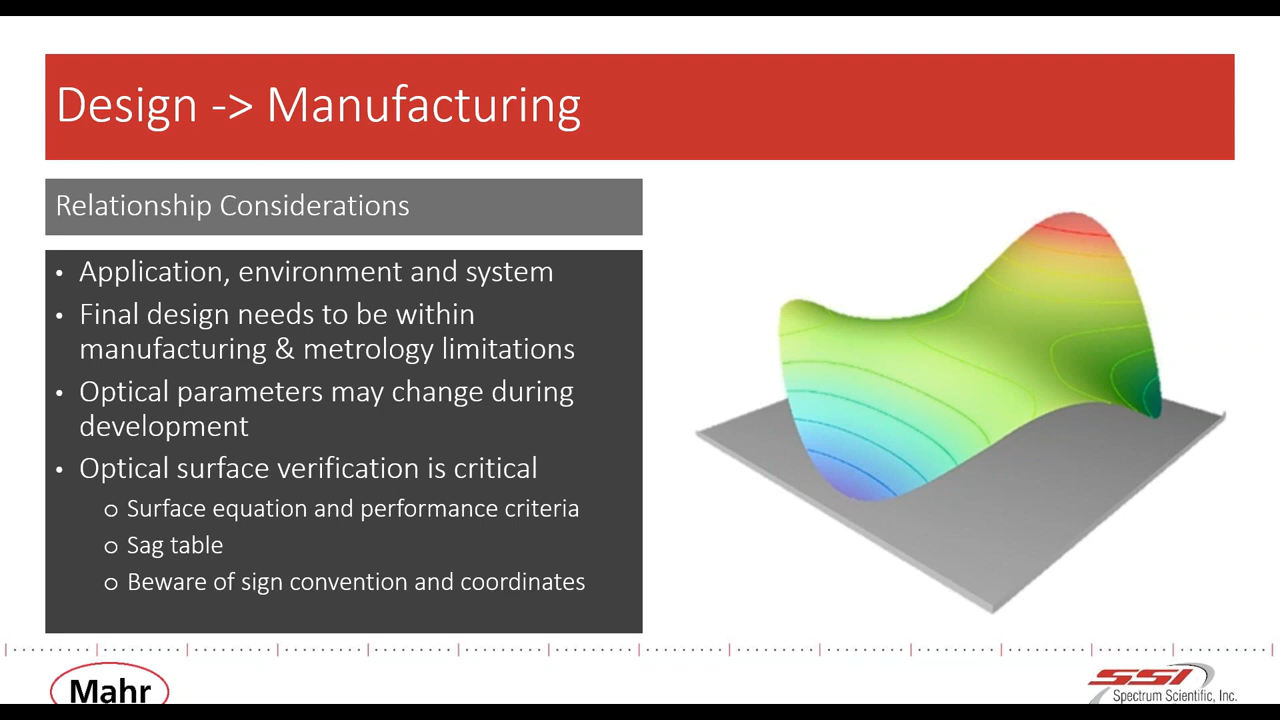 Design -> Manufacturing
Relationship Considerations
• Application, environment and system
• Final design needs to be within
manufacturing & metrology limitations
• Optical parameters may change during
development
• Optical surface verification is critical
o Surface equation and performance criteria
o Sag table
o Beware of sign convention and coordinates
Mahr
SSI
Spectrum Scientific, Inc.